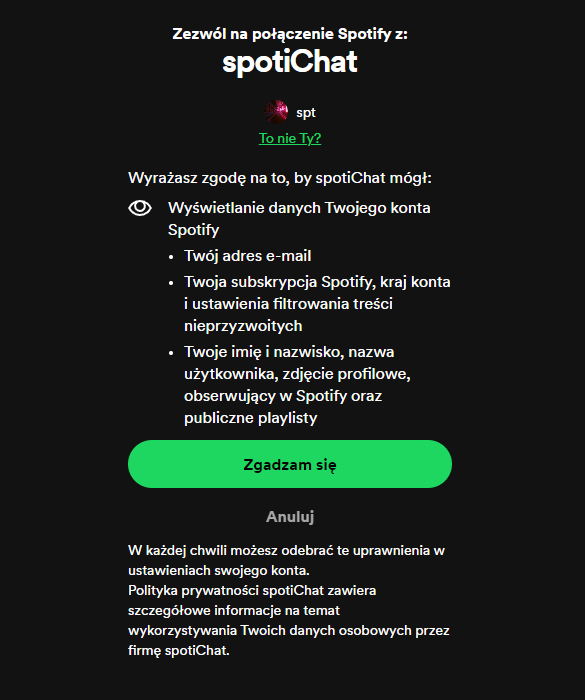 Zezwól na połączenie Spotify z:
spotiChat
spt
To nie Ty?
Wyrażasz zgodę na to, by spotiChat mógł:
Wyświetlanie danych Twojego konta
Spotify
• Twój adres e-mail
• Twoja subskrypcja Spotify, kraj konta
i ustawienia filtrowania treści
nieprzyzwoitych
• Twoje imię i nazwisko, nazwa
użytkownika, zdjęcie profilowe,
obserwujący w Spotify oraz
publiczne playlisty
Zgadzam się
Anuluj
W każdej chwili możesz odebrać te uprawnienia w
ustawieniach swojego konta.
Polityka prywatności spotiChat zawiera
szczegółowe informacje na temat
wykorzystywania Twoich danych osobowych przez
firmę spotiChat.